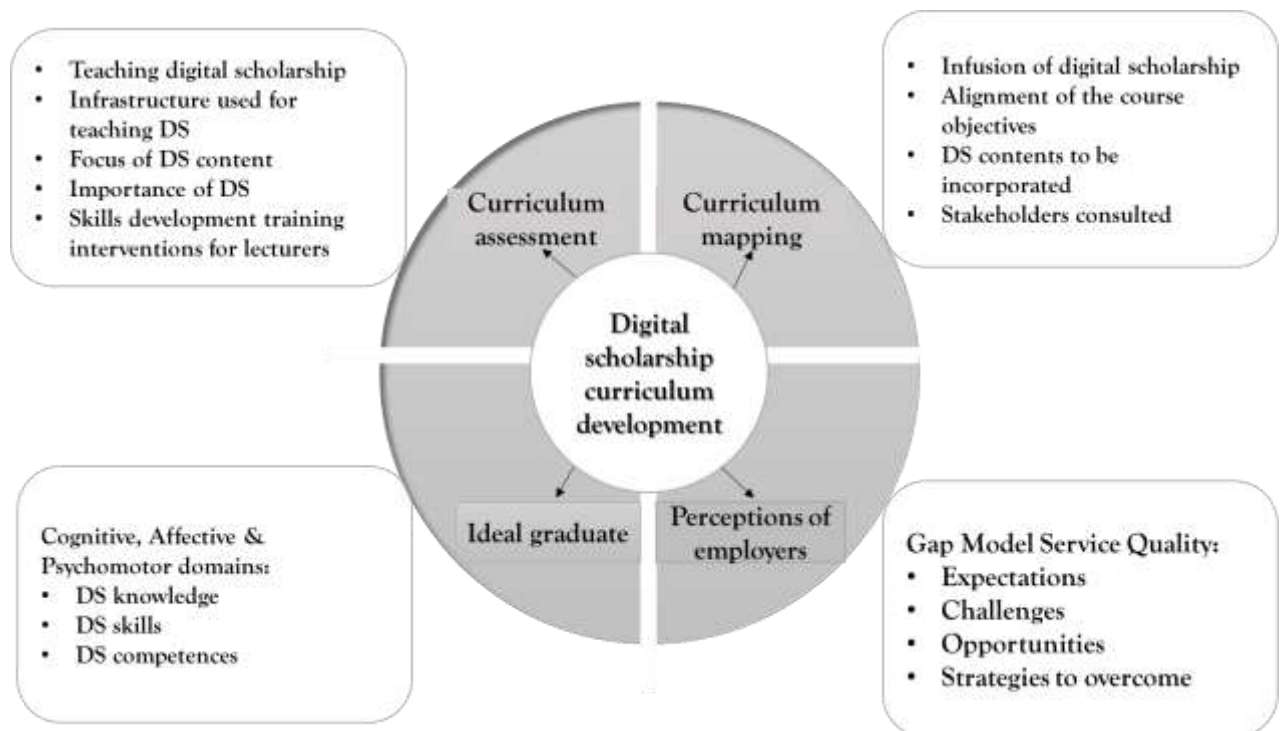 • Teaching digital scholarship
• Infrastructure used for
teaching DS
• Focus of DS content
• Importance of DS
• Skills development training
interventions for lecturers
• Infusion of digital scholarship
• Alignment of the course
objectives
• DS contents to be
incorporated
• Stakeholders consulted
Curriculum
assessment
Curriculum
mapping
Digital
scholarship
curriculum
development
Ideal graduate
Perceptions of
employers
Cognitive, Affective &
Psychomotor domains:
• DS knowledge
• DS skills
• DS competences
Gap Model Service Quality:
• Expectations
• Challenges
• Opportunities
• Strategies to overcome